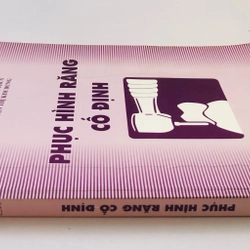 PHỤC HÌNH RĂNG
CỐ ĐỊNH
PHỤC HÌNH RĂNG CỐ ĐỊNH